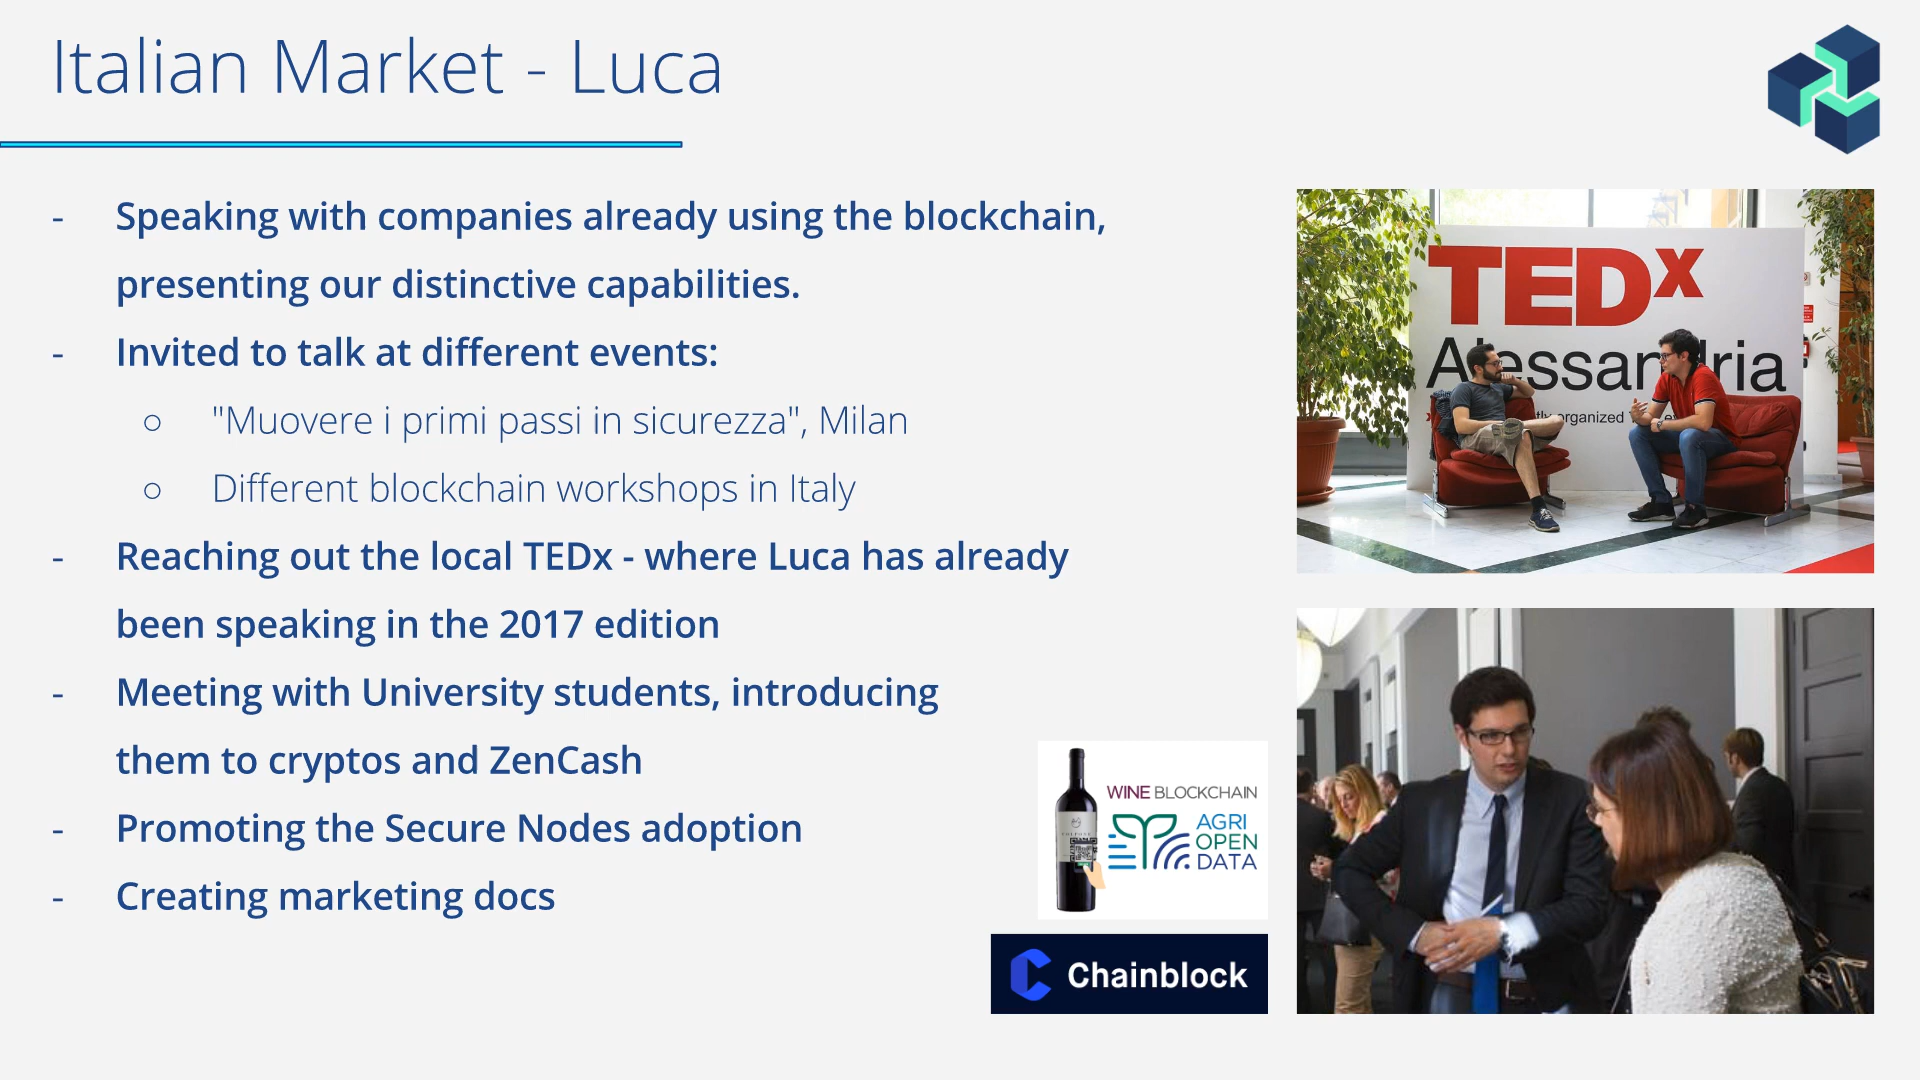 Italian Market - Luca
- Speaking with companies already using the blockchain,
presenting our distinctive capabilities.
- Invited to talk at different events:
○ "Muovere i primi passi in sicurezza", Milan
○ Different blockchain workshops in Italy
- Reaching out the local TEDx - where Luca has already
been speaking in the 2017 edition
- Meeting with University students, introducing
them to cryptos and ZenCash
- Promoting the Secure Nodes adoption
- Creating marketing docs
TEDx
Alessandria
organized
WINE BLOCKCHAIN
AGRI
OPEN
DATA
Chainblock